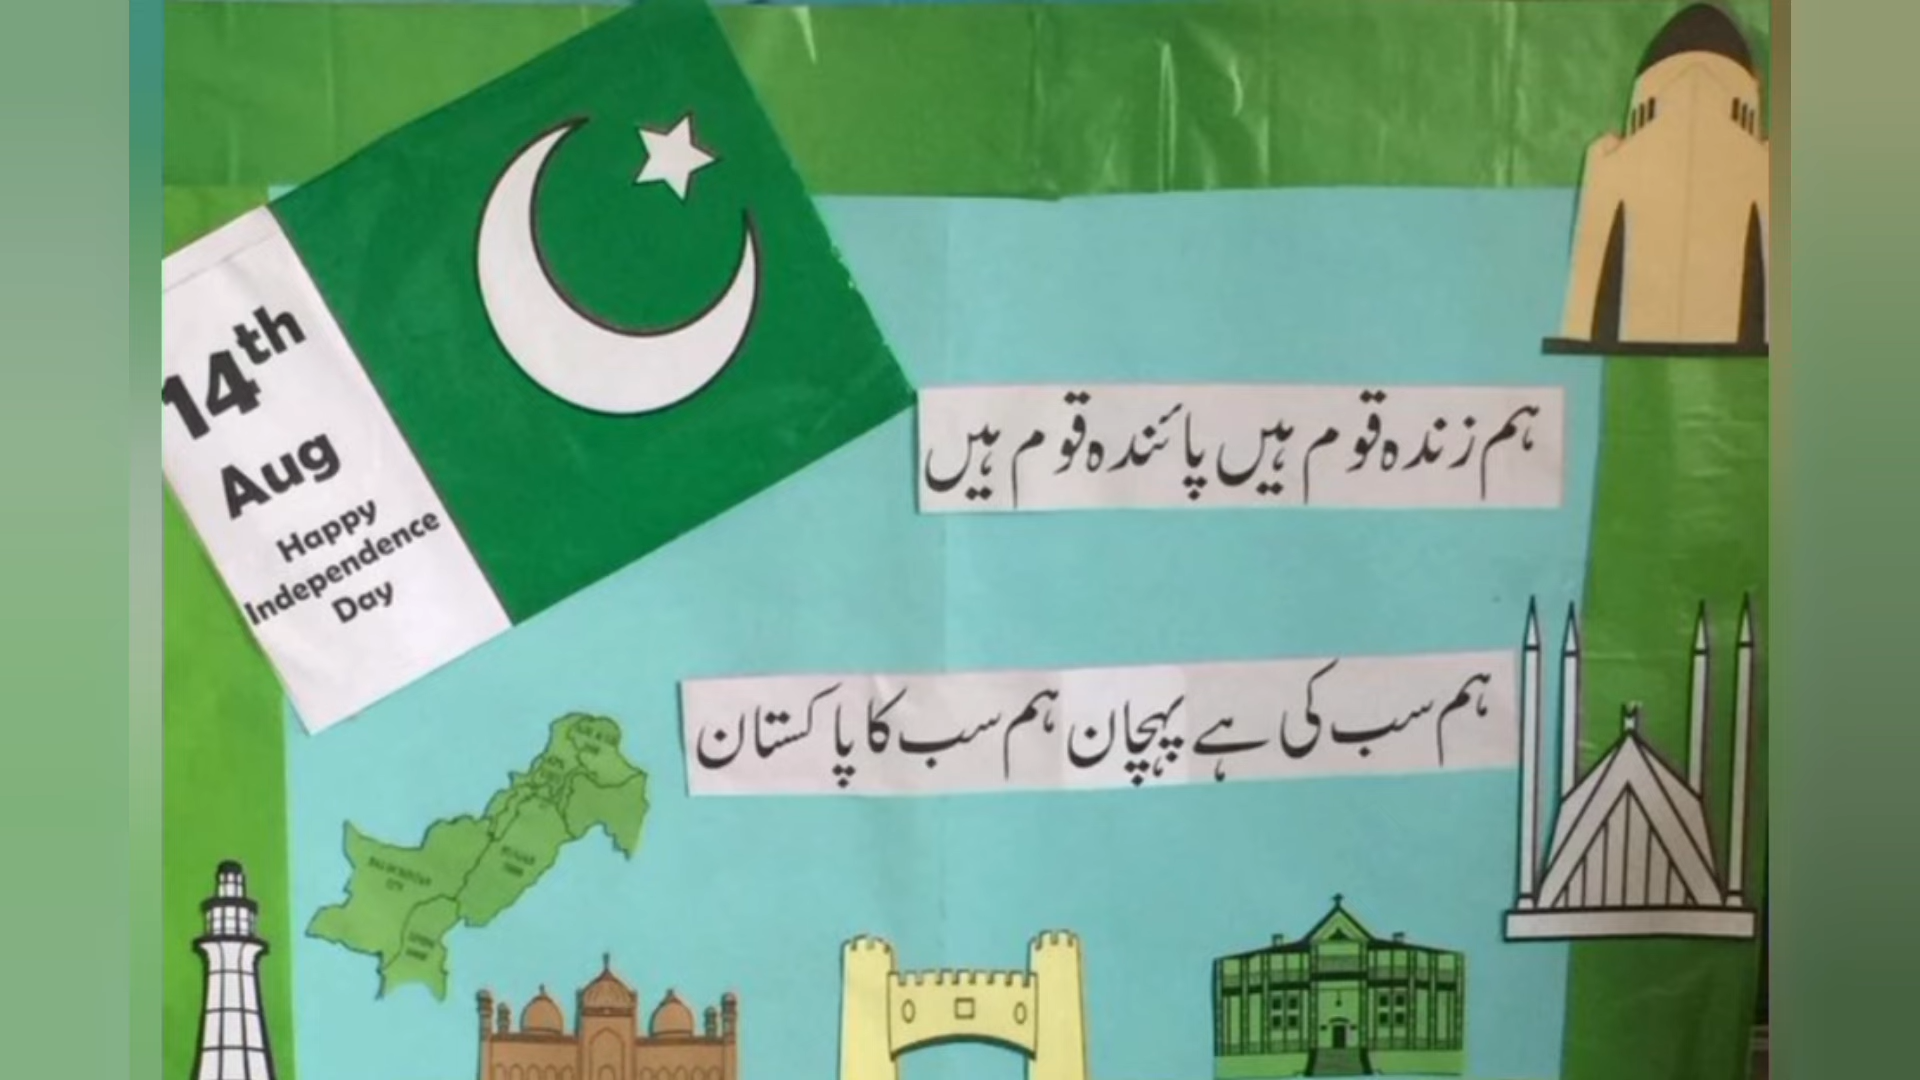 14th
Aug
Happy
Independence
Day
ہم زندہ قوم ہیں پائندہ قوم ہیں
ہم سب کی ہے پہچان ہم سب کا پاکستان